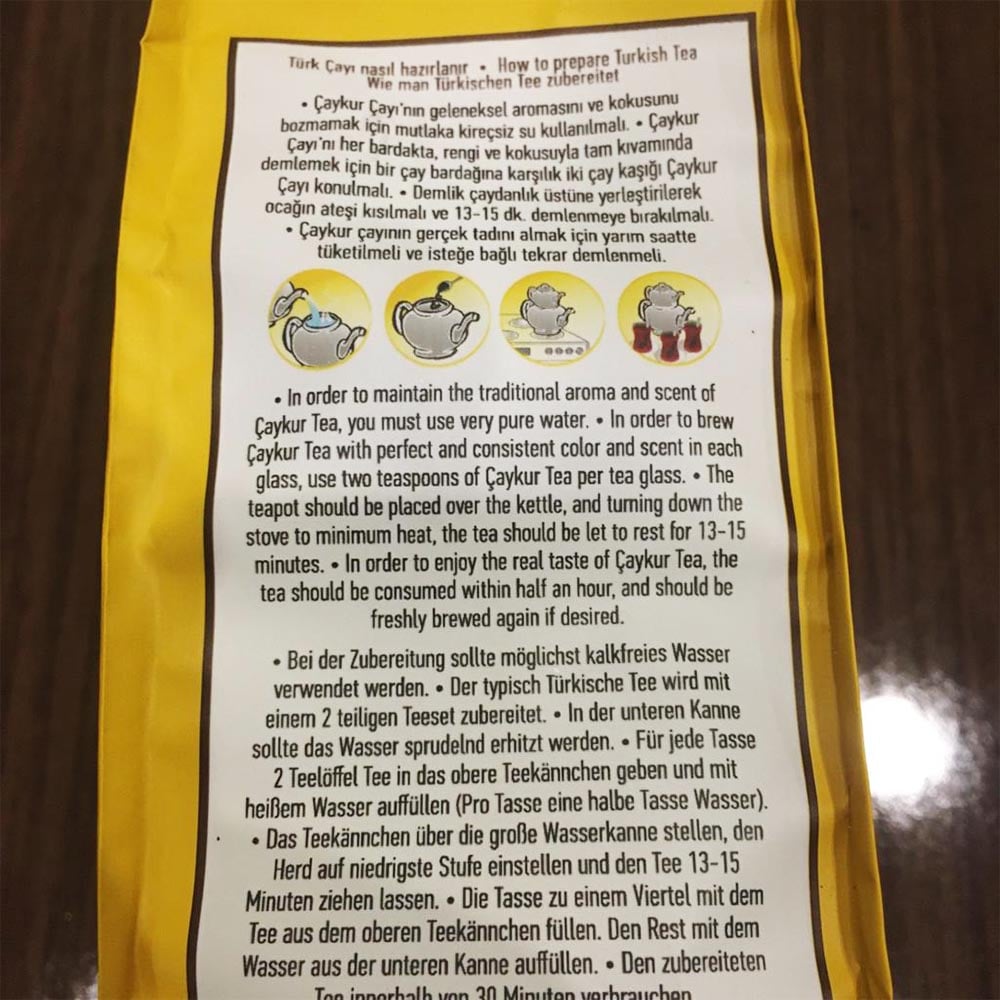 Türk Çayı nasıl hazırlanır • How to prepare Turkish Tea
Wie man Türkischen Tee zubereitet
• Çaykur Çayı'nın geleneksel aromasını ve kokusunu
bozmamak için mutlaka kireçsiz su kullanılmalı. • Çaykur
Çayı'nı her bardakta, rengi ve kokusuyla tam kıvamında
demlemek için bir çay bardağına karşılık iki çay kaşığı Çaykur
Çayı konulmalı. • Demlik çaydanlık üstüne yerleştirilerek
ocağın ateşi kısılmalı ve 13-15 dk. demlenmeye bırakılmalı.
• Çaykur çayının gerçek tadını almak için yarım saatte
tüketilmeli ve isteğe bağlı tekrar demlenmeli.
• In order to maintain the traditional aroma and scent of
Çaykur Tea, you must use very pure water. • In order to brew
Çaykur Tea with perfect and consistent color and scent in each
glass, use two teaspoons of Çaykur Tea per tea glass. • The
teapot should be placed over the kettle, and turning down the
stove to minimum heat, the tea should be let to rest for 13-15
minutes. • In order to enjoy the real taste of Çaykur Tea, the
tea should be consumed within half an hour, and should be
freshly brewed again if desired.
• Bei der Zubereitung sollte möglichst kalkfreies Wasser
verwendet werden. • Der typisch Türkische Tee wird mit
einem 2 teiligen Teeset zubereitet. • In der unteren Kanne
sollte das Wasser sprudelnd erhitzt werden. • Für jede Tasse
2 Teelöffel Tee in das obere Teekännchen geben und mit
heißem Wasser auffüllen (Pro Tasse eine halbe Tasse Wasser).
• Das Teekännchen über die große Wasserkanne stellen, den
Herd auf niedrigste Stufe einstellen und den Tee 13-15
Minuten ziehen lassen. • Die Tasse zu einem Viertel mit dem
Tee aus dem oberen Teekännchen füllen. Den Rest mit dem
Wasser aus der unteren Kanne auffüllen. • Den zubereiteten
Tee innerhalb von 30 Minuten verbrauchen